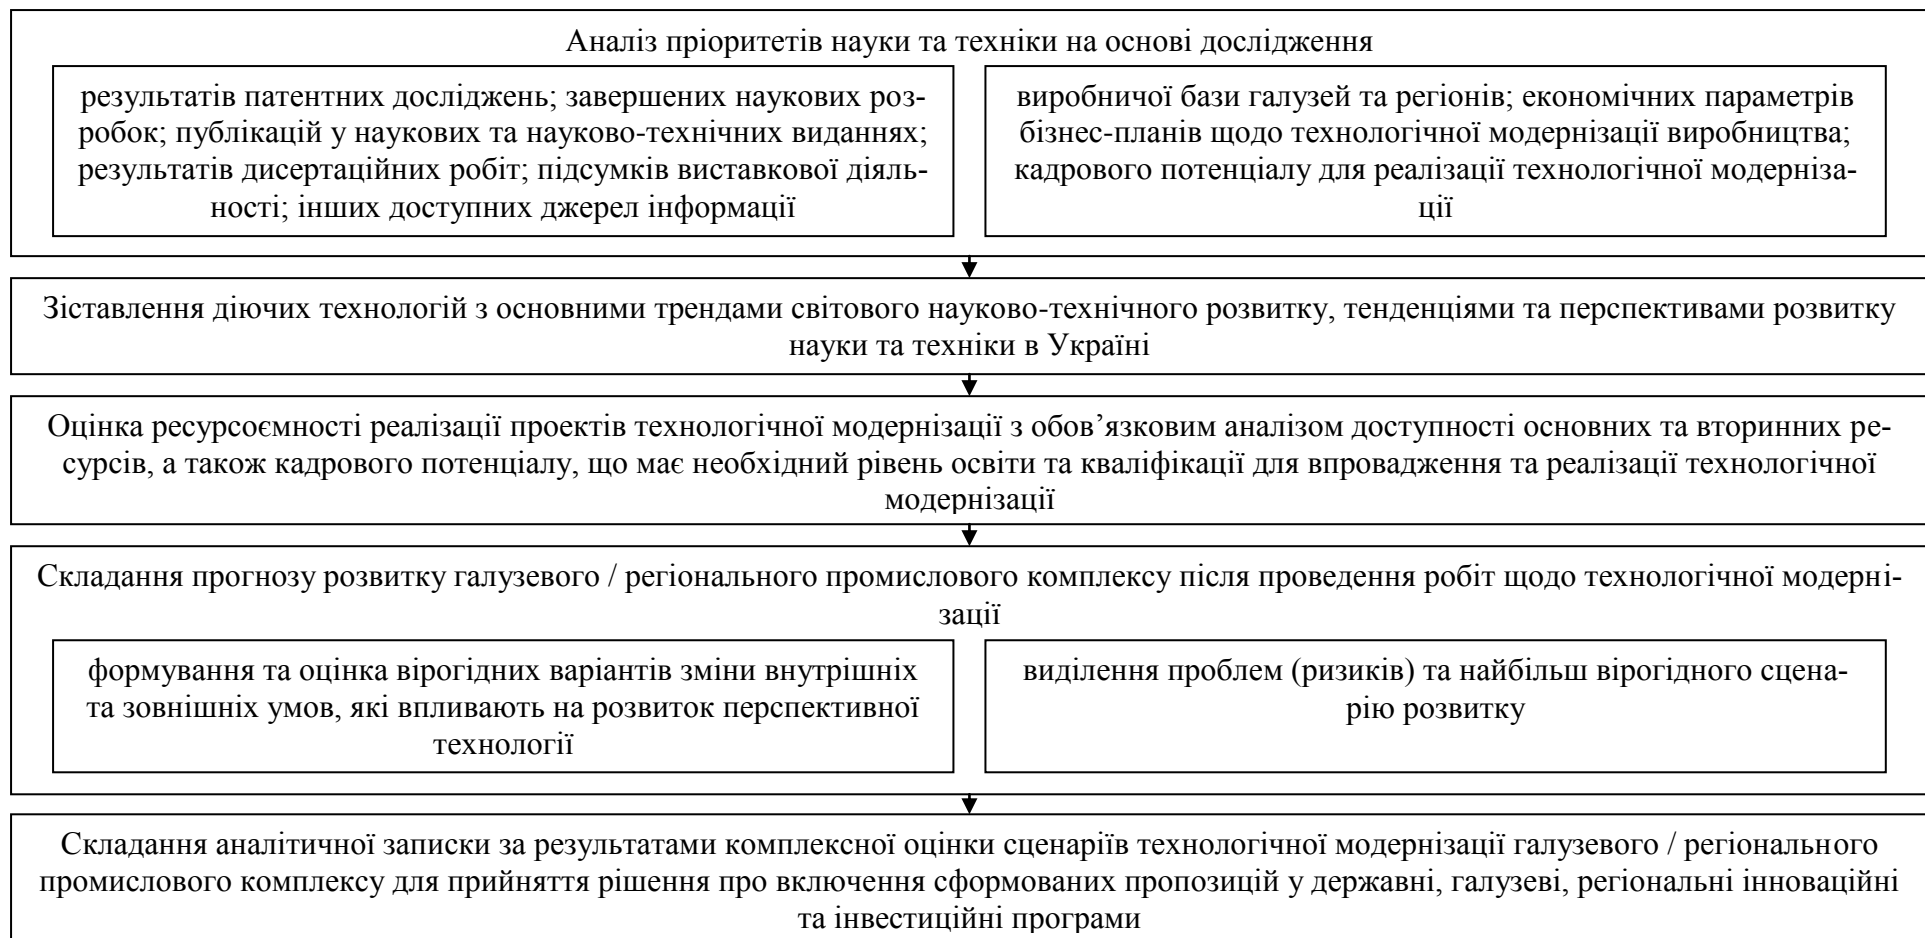 Аналіз пріоритетів науки та техніки на основі дослідження
результатів патентних досліджень; завершених наукових роз-
робок; публікацій у наукових та науково-технічних виданнях;
результатів дисертаційних робіт; підсумків виставкової діяль-
ності; інших доступних джерел інформації
виробничої бази галузей та регіонів; економічних параметрів
бізнес-планів щодо технологічної модернізації виробництва;
кадрового потенціалу для реалізації технологічної модерніза-
ції
Зіставлення діючих технологій з основними трендами світового науково-технічного розвитку, тенденціями та перспективами розвитку
науки та техніки в Україні
Оцінка ресурсоємності реалізації проектів технологічної модернізації з обов’язковим аналізом доступності основних та вторинних ре-
сурсів, а також кадрового потенціалу, що має необхідний рівень освіти та кваліфікації для впровадження та реалізації технологічної
модернізації
Складання прогнозу розвитку галузевого / регіонального промислового комплексу після проведення робіт щодо технологічної модерні-
зації
формування та оцінка вірогідних варіантів зміни внутрішніх
та зовнішніх умов, які впливають на розвиток перспективної
технології
виділення проблем (ризиків) та найбільш вірогідного сцена-
рію розвитку
Складання аналітичної записки за результатами комплексної оцінки сценаріїв технологічної модернізації галузевого / регіонального
промислового комплексу для прийняття рішення про включення сформованих пропозицій у державні, галузеві, регіональні інноваційні
та інвестиційні програми